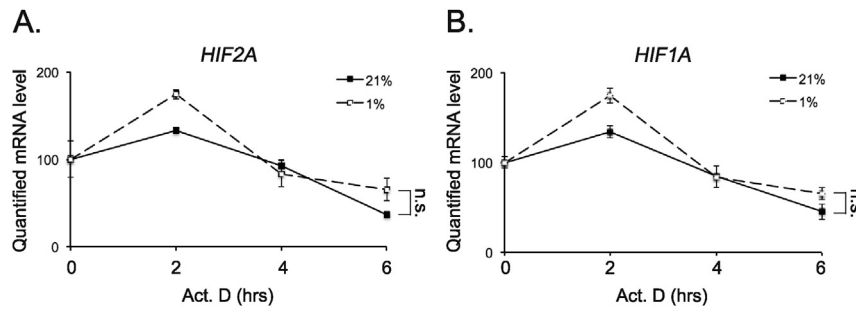 A.
HIF2A
Quantified mRNA level
200
100
0
21%
1%
n.s.
0 2 4 6
Act. D (hrs)
B.
HIF1A
Quantified mRNA level
200
100
0
21%
1%
n.s.
0 2 4 6
Act. D (hrs)